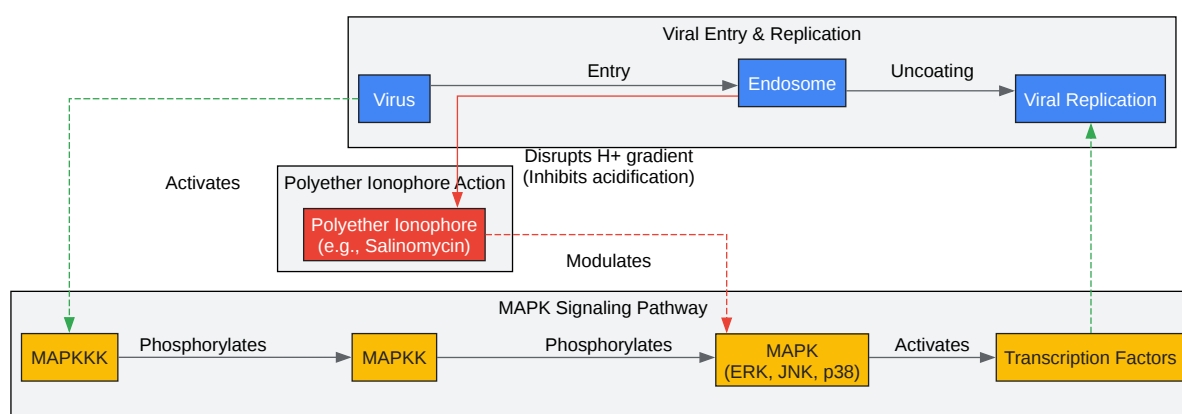 Viral Entry & Replication
Entry
Uncoating
Virus
Endosome
Viral Replication
Disrupts H+ gradient
(Inhibits acidification)
Activates
Polyether Ionophore Action
Polyether Ionophore
(e.g., Salinomycin)
Modulates
MAPK Signaling Pathway
MAPKKK
Phosphorylates
MAPKK
Phosphorylates
MAPK
(ERK, JNK, p38)
Activates
Transcription Factors